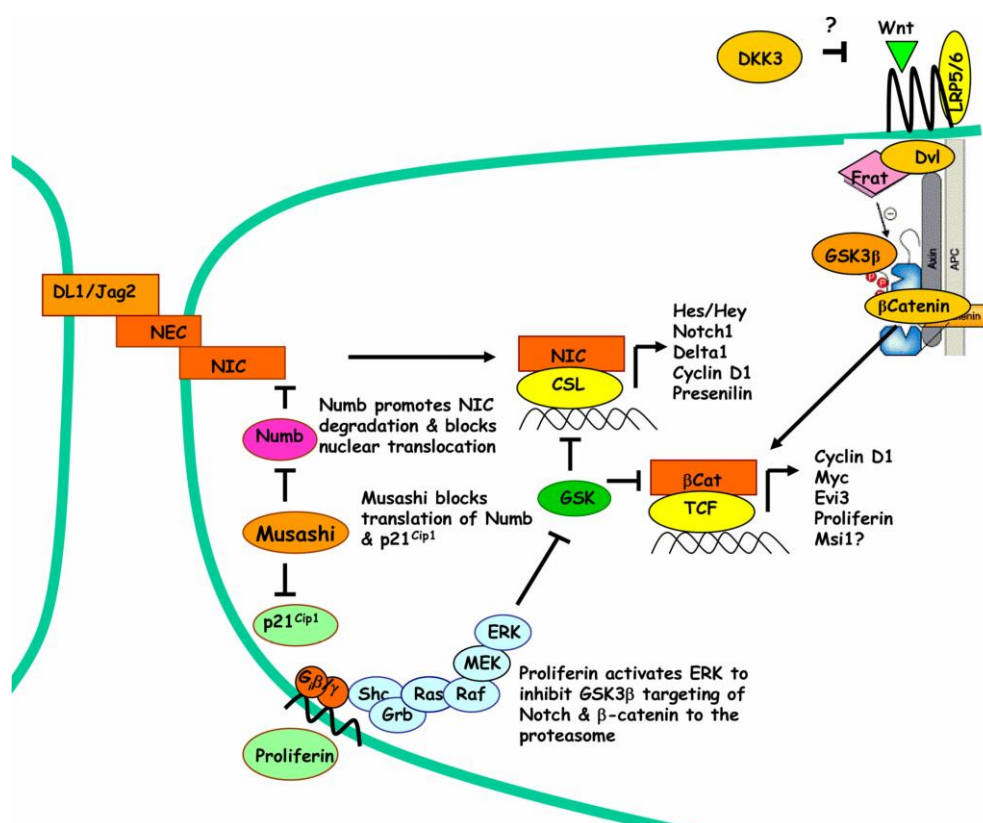 ?
Wnt
DKK3
LRP5/6
Dvl
Frat
GSK3β
P
P
Axin
APC
βCatenin
enin
DL1/Jag2
NEC
NIC
NIC
CSL
Hes/Hey
Notch1
Delta1
Cyclin D1
Presenilin
Numb
Numb promotes NIC
degradation & blocks
nuclear translocation
Musashi
Musashi blocks
translation of Numb
& p21Cip1
GSK
βCat
TCF
Cyclin D1
Myc
Evi3
Proliferin
Msi1?
p21Cip1
ERK
MEK
Giβ/γ
Shc
Grb
Ras
Raf
Proliferin activates ERK to
inhibit GSK3β targeting of
Notch & β-catenin to the
proteasome
Proliferin